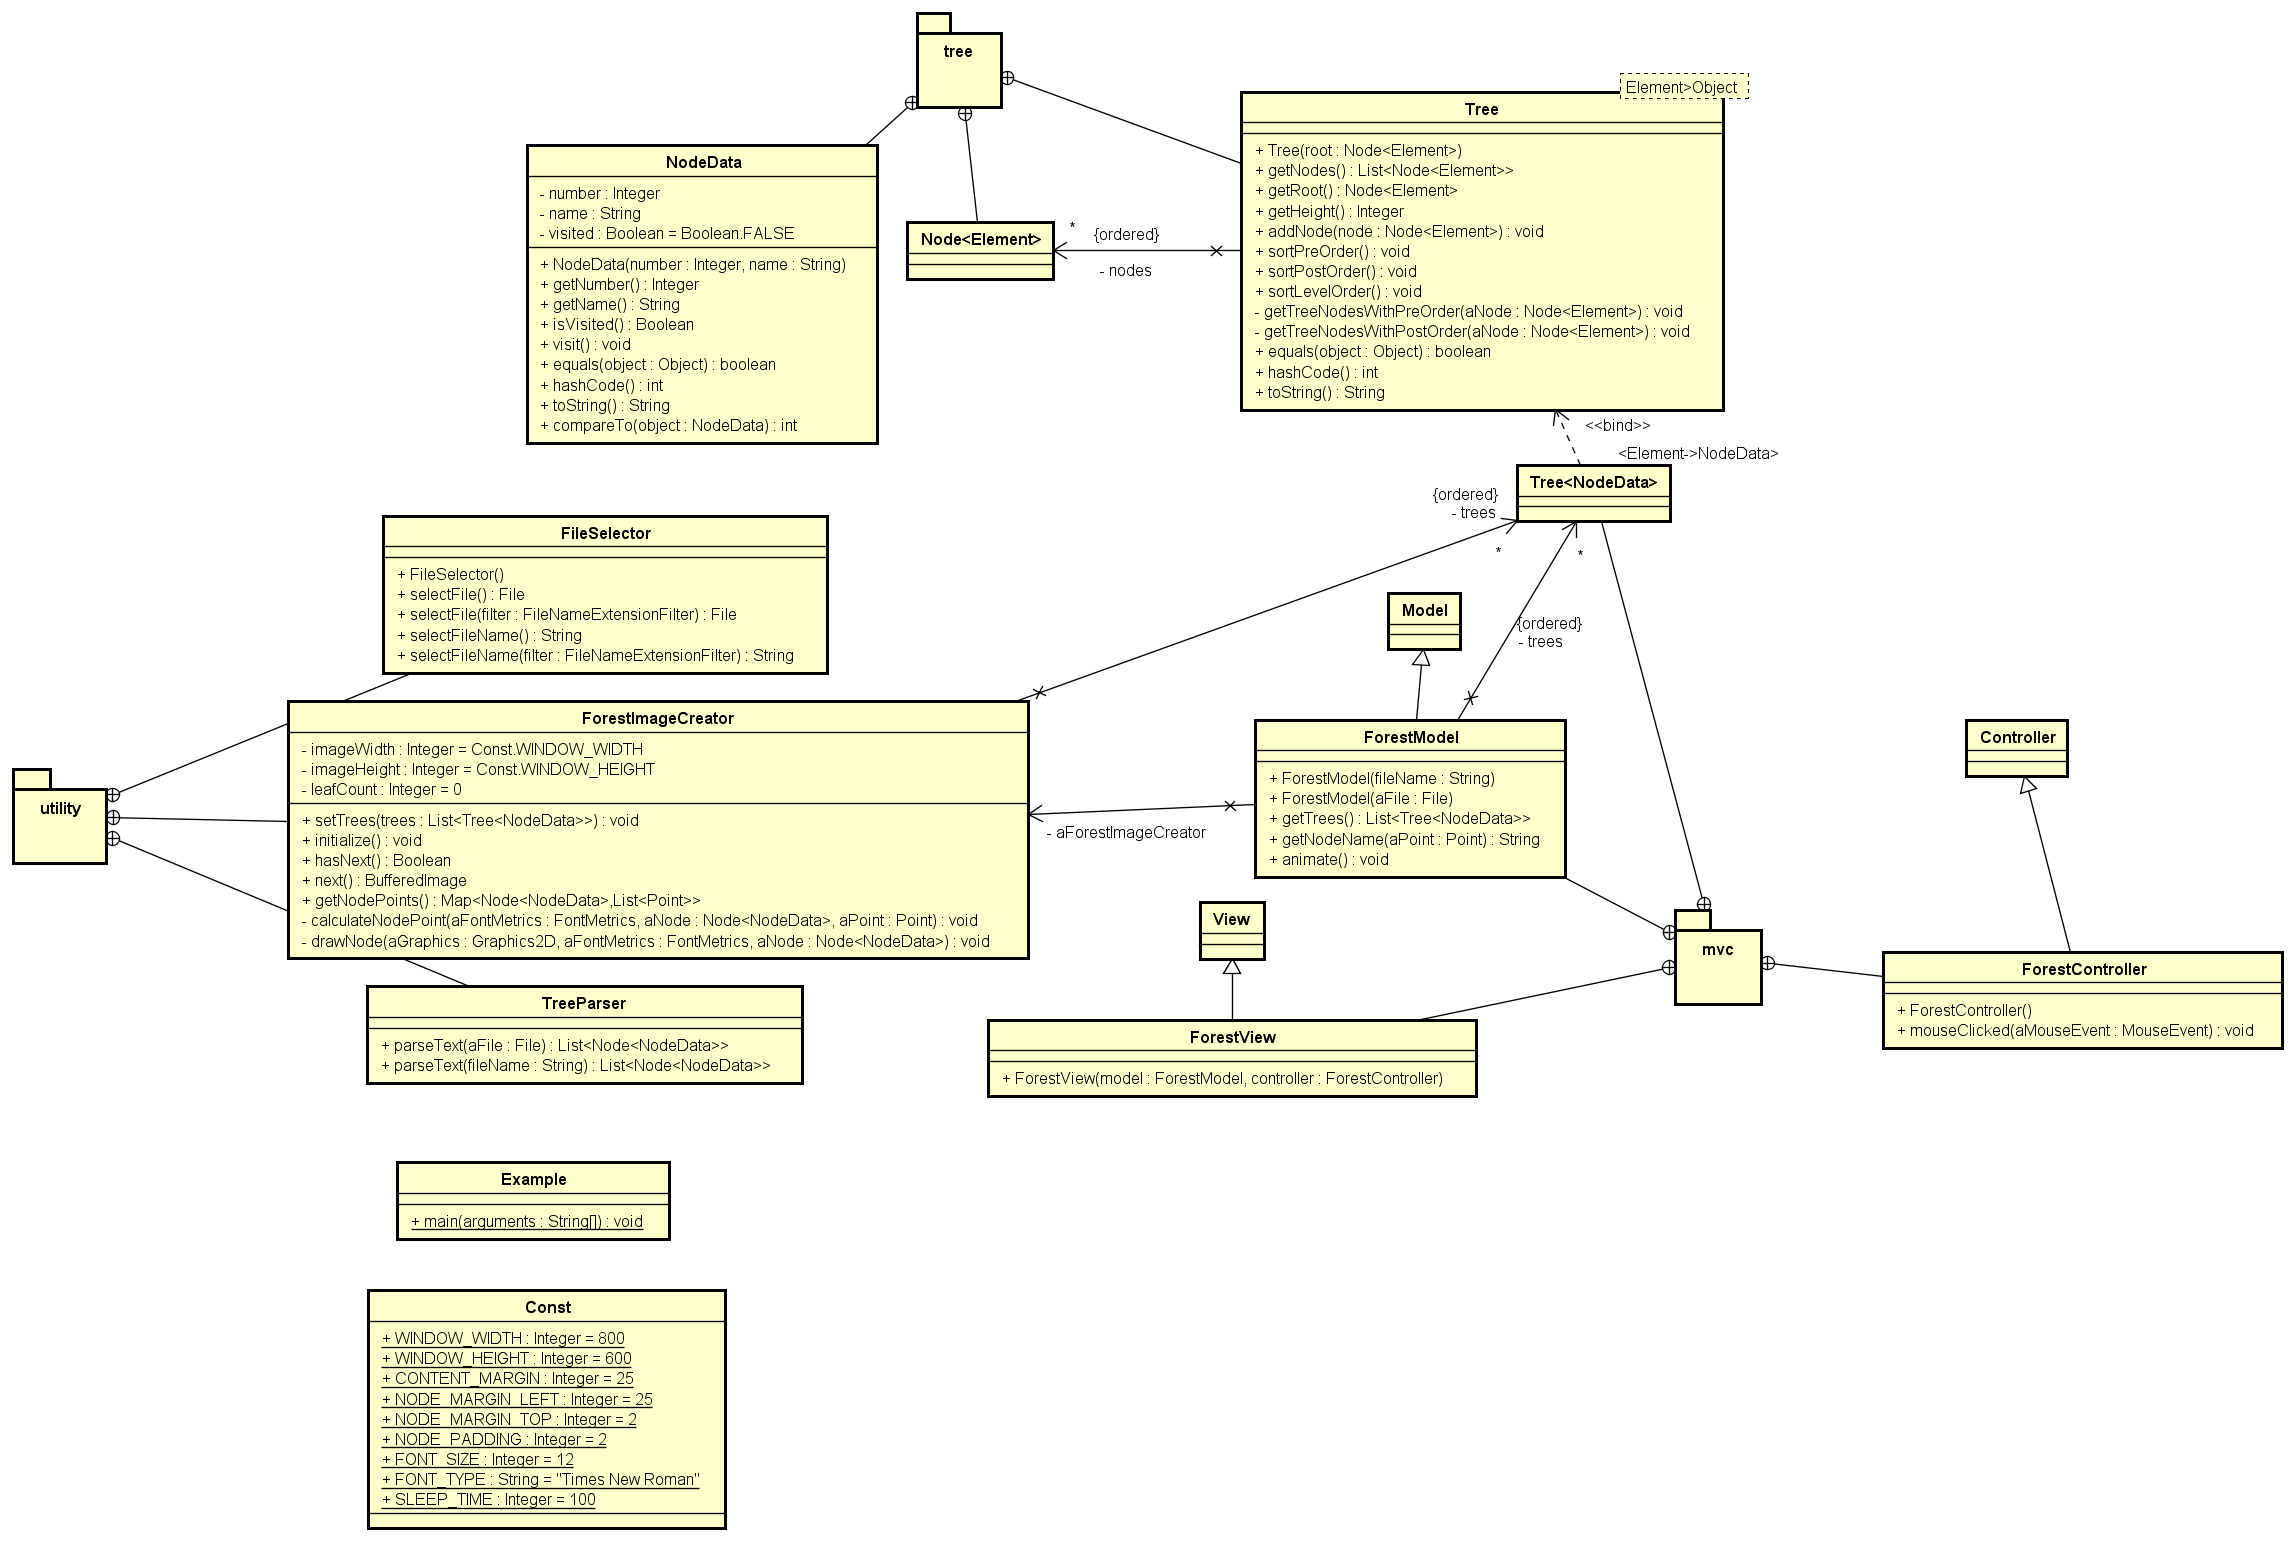 tree
Element>Object
Tree
+ Tree(root : Node<Element>)
+ getNodes() : List<Node<Element>>
+ getRoot() : Node<Element>
+ getHeight() : Integer
+ addNode(node : Node<Element>) : void
+ sortPreOrder() : void
+ sortPostOrder() : void
+ sortLevelOrder() : void
- getTreeNodesWithPreOrder(aNode : Node<Element>) : void
- getTreeNodesWithPostOrder(aNode : Node<Element>) : void
+ equals(object : Object) : boolean
+ hashCode() : int
+ toString() : String
NodeData
- number : Integer
- name : String
- visited : Boolean = Boolean.FALSE
+ NodeData(number : Integer, name : String)
+ getNumber() : Integer
+ getName() : String
+ isVisited() : Boolean
+ visit() : void
+ equals(object : Object) : boolean
+ hashCode() : int
+ toString() : String
+ compareTo(object : NodeData) : int
Node<Element>
*
{ordered}
- nodes
<<bind>>
<Element->NodeData>
Tree<NodeData>
{ordered}
- trees
*
*
{ordered}
- trees
FileSelector
+ FileSelector()
+ selectFile() : File
+ selectFile(filter : FileNameExtensionFilter) : File
+ selectFileName() : String
+ selectFileName(filter : FileNameExtensionFilter) : String
Model
utility
ForestImageCreator
- imageWidth : Integer = Const.WINDOW_WIDTH
- imageHeight : Integer = Const.WINDOW_HEIGHT
- leafCount : Integer = 0
+ setTrees(trees : List<Tree<NodeData>>) : void
+ initialize() : void
+ hasNext() : Boolean
+ next() : BufferedImage
+ getNodePoints() : Map<Node<NodeData>,List<Point>>
- calculateNodePoint(aFontMetrics : FontMetrics, aNode : Node<NodeData>, aPoint : Point) : void
- drawNode(aGraphics : Graphics2D, aFontMetrics : FontMetrics, aNode : Node<NodeData>) : void
- aForestImageCreator
ForestModel
+ ForestModel(fileName : String)
+ ForestModel(aFile : File)
+ getTrees() : List<Tree<NodeData>>
+ getNodeName(aPoint : Point) : String
+ animate() : void
Controller
View
mvc
ForestController
+ ForestController()
+ mouseClicked(aMouseEvent : MouseEvent) : void
ForestView
+ ForestView(model : ForestModel, controller : ForestController)
TreeParser
+ parseText(aFile : File) : List<Node<NodeData>>
+ parseText(fileName : String) : List<Node<NodeData>>
Example
+ main(arguments : String[]) : void
Const
+ WINDOW_WIDTH : Integer = 800
+ WINDOW_HEIGHT : Integer = 600
+ CONTENT_MARGIN : Integer = 25
+ NODE_MARGIN_LEFT : Integer = 25
+ NODE_MARGIN_TOP : Integer = 2
+ NODE_PADDING : Integer = 2
+ FONT_SIZE : Integer = 12
+ FONT_TYPE : String = "Times New Roman"
+ SLEEP_TIME : Integer = 100